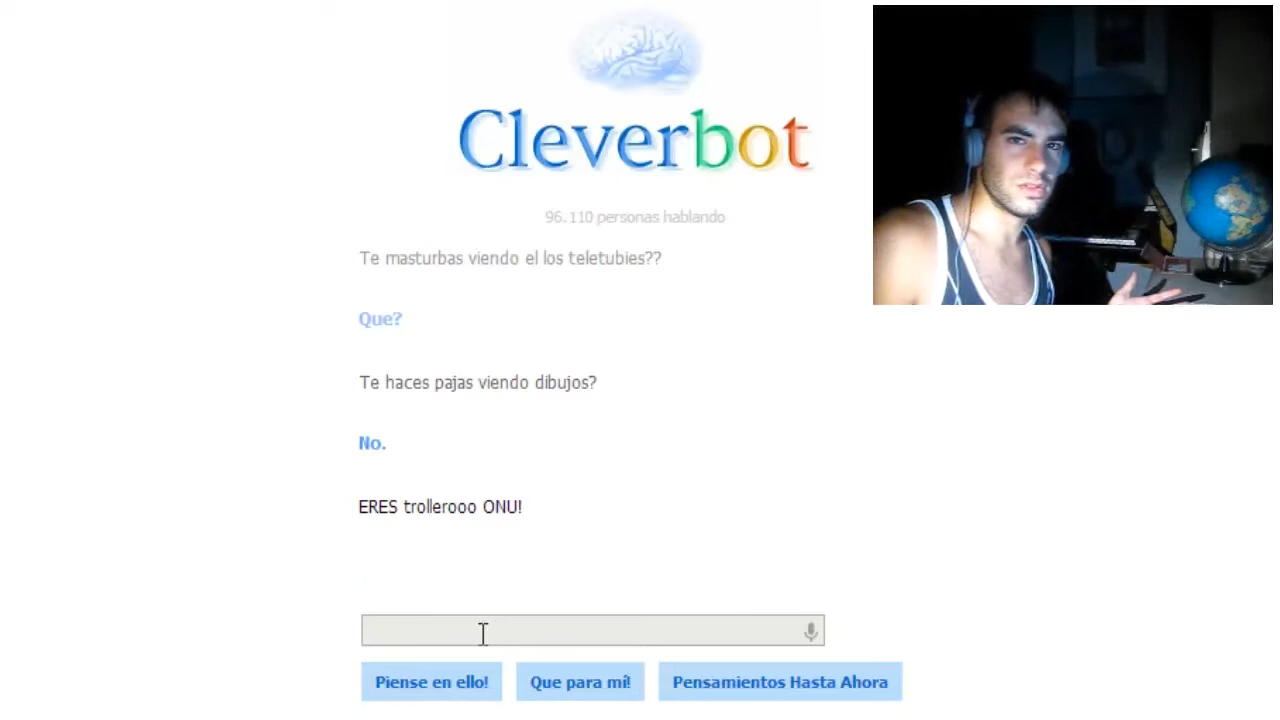 Cleverbot
96.110 personas hablando
Te masturbas viendo el los teletubies??
Que?
Te haces pajas viendo dibujos?
No.
ERES trollerooo ONU!
Piense en ello!
Que para mí!
Pensamientos Hasta Ahora